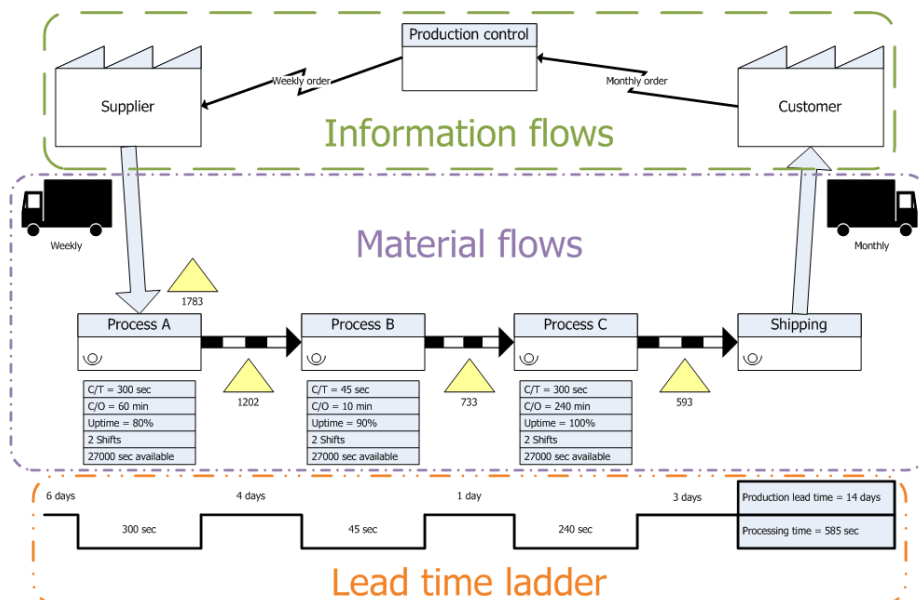 Production control
Supplier
Weekly order
Monthly order
Customer
Information flows
Weekly
Material flows
Monthly
1783
Process A
Process B
Process C
Shipping
1202
733
593
C/T = 300 sec
C/O = 60 min
Uptime = 80%
2 Shifts
27000 sec available
C/T = 45 sec
C/O = 10 min
Uptime = 90%
2 Shifts
27000 sec available
C/T = 300 sec
C/O = 240 min
Uptime = 100%
2 Shifts
27000 sec available
6 days
4 days
1 day
3 days
Production lead time = 14 days
300 sec
45 sec
240 sec
Processing time = 585 sec
Lead time ladder